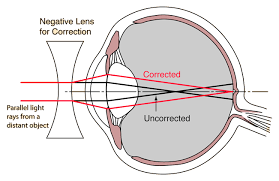 Negative Lens
for Correction
Corrected
Uncorrected
Parallel light
rays from a
distant object